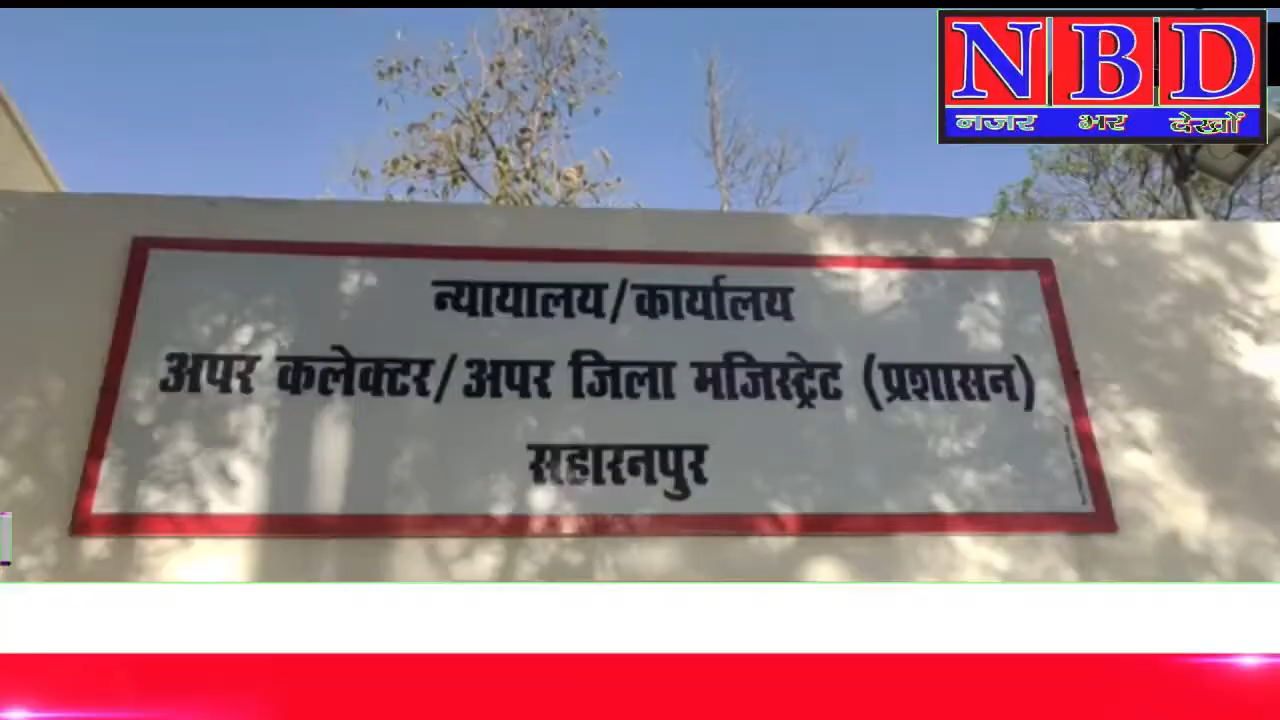 NBD
नजर भर देखों
न्यायालय/कार्यालय
अपर कलेक्टर/अपर जिला मजिस्ट्रेट (प्रशासन)
सहारनपुर